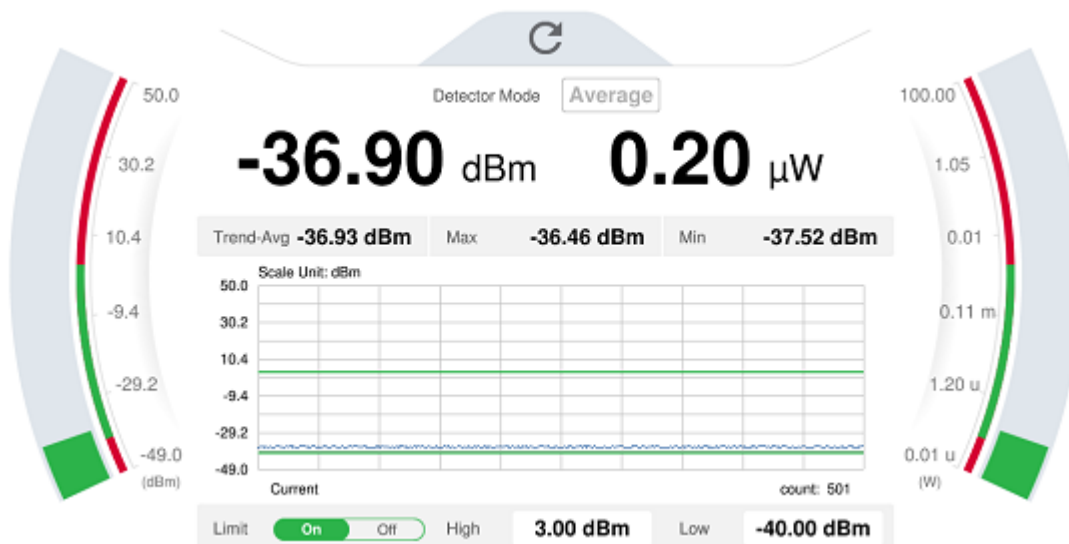 Detector Mode Average
-36.90 dBm 0.20 µW
Trend-Avg -36.93 dBm Max -36.46 dBm Min -37.52 dBm
50.0
30.2
10.4
-9.4
-29.2
-49.0
(dBm)
Scale Unit: dBm
50.0
30.2
10.4
-9.4
-29.2
-49.0
Current count: 501
100.00
1.05
0.01
0.11 m
1.20 u
0.01 u
(W)
Limit On Off High 3.00 dBm Low -40.00 dBm